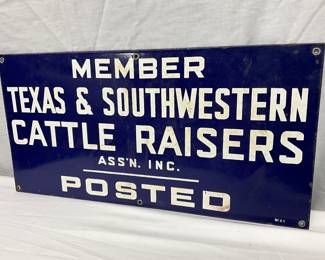 MEMBER
TEXAS & SOUTHWESTERN
CATTLE RAISERS
ASS'N. INC.
POSTED